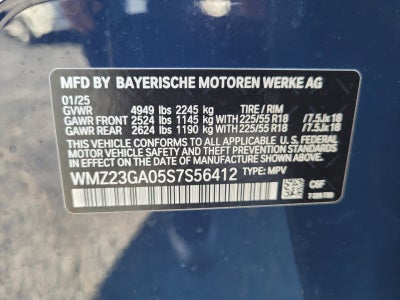 MFD BY BAYERISCHE MOTOREN WERKE AG
01/25
GVWR 4949 lbs 2245 kg TIRE / RIM
GAWR FRONT 2524 lbs 1145 kg WITH 225/55 R18 /7.5Jx18
GAWR REAR 2624 lbs 1190 kg WITH 225/55 R18 /7.5Jx18
THIS VEHICLE CONFORMS TO ALL APPLICABLE U.S. FEDERAL
MOTOR VEHICLE SAFETY AND THEFT PREVENTION STANDARDS
IN EFFECT ON THE DATE OF MANUFACTURE SHOWN ABOVE.
WMZ23GA05S7S56412 TYPE: MPV